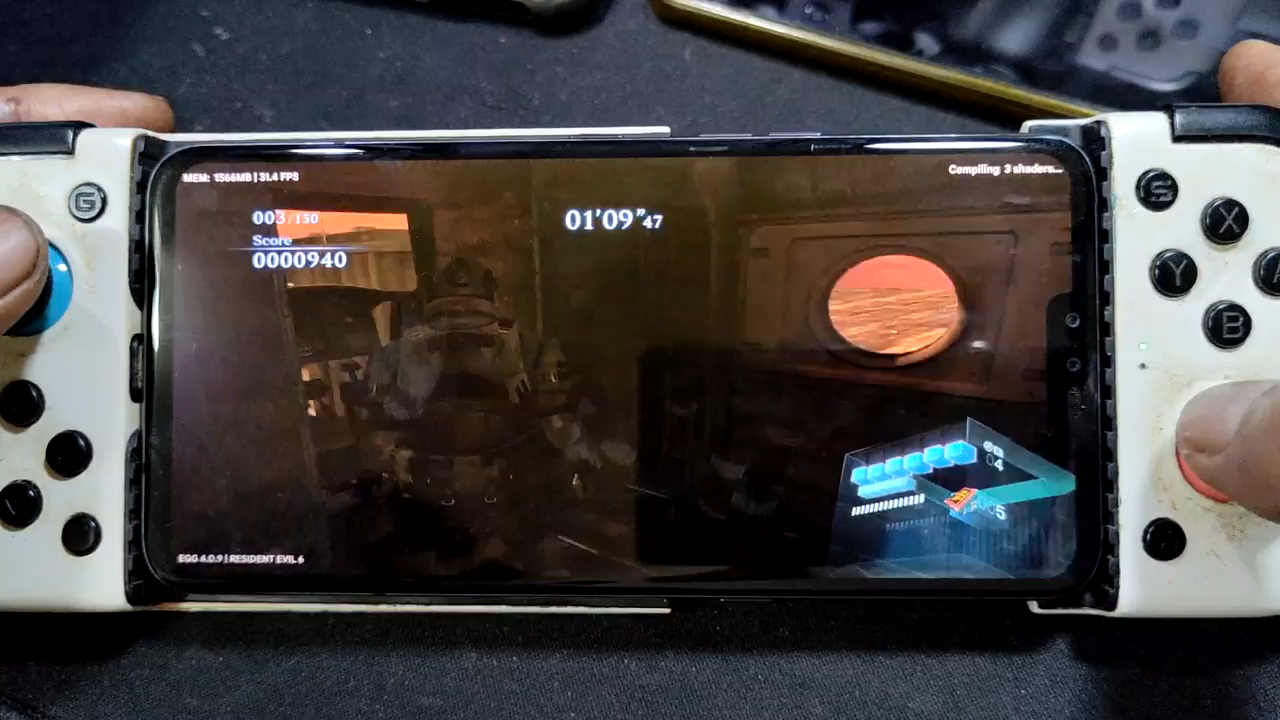 MEM: 1566MB | 31.4 FPS
Compiling 3 shaders...
003/150
01'09"47
Score
0000940
04
EGG 4.0.9 | RESIDENT EVIL 6
G
S
X
Y
A
B